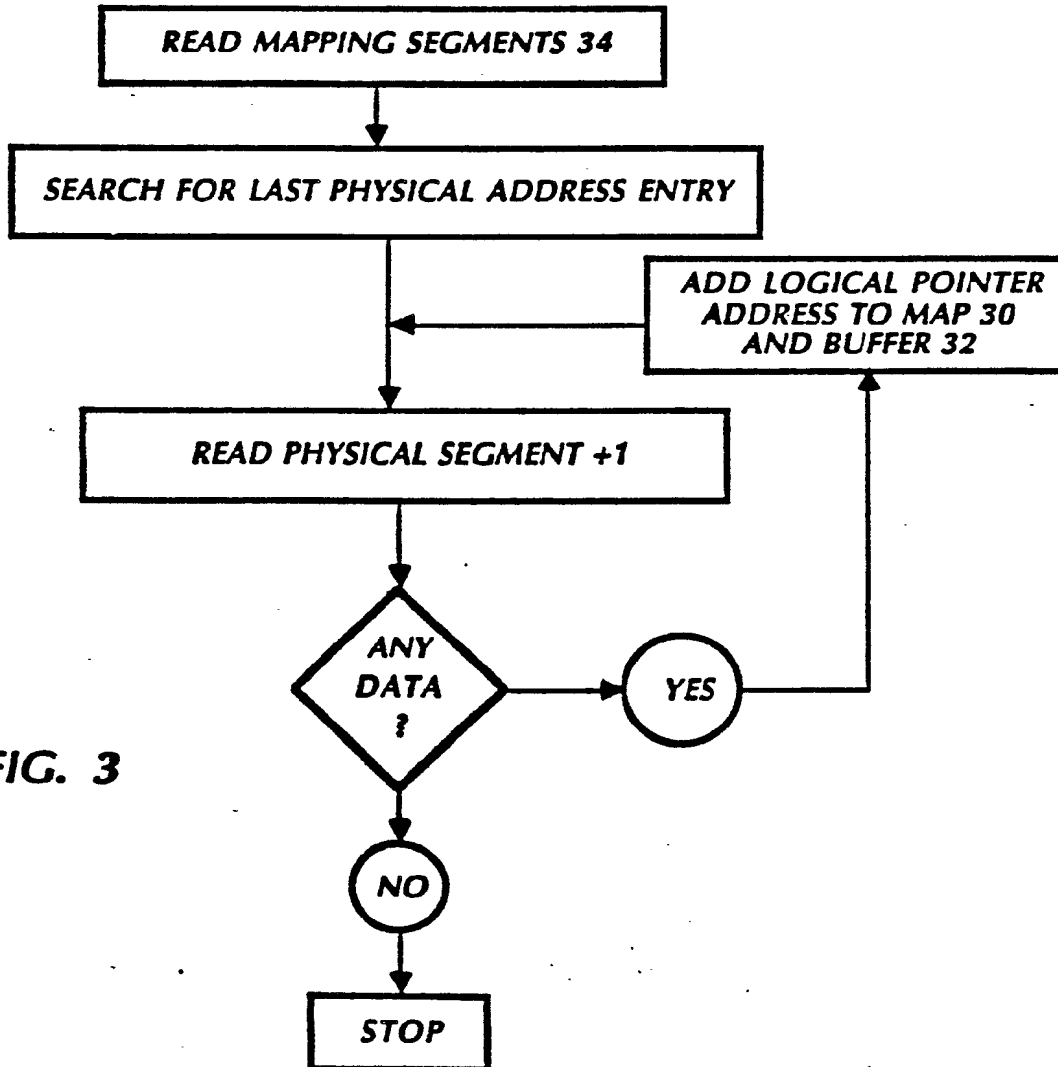 READ MAPPING SEGMENTS 34
SEARCH FOR LAST PHYSICAL ADDRESS ENTRY
ADD LOGICAL POINTER
ADDRESS TO MAP 30
AND BUFFER 32
READ PHYSICAL SEGMENT +1
ANY
DATA
?
YES
FIG. 3
NO
STOP